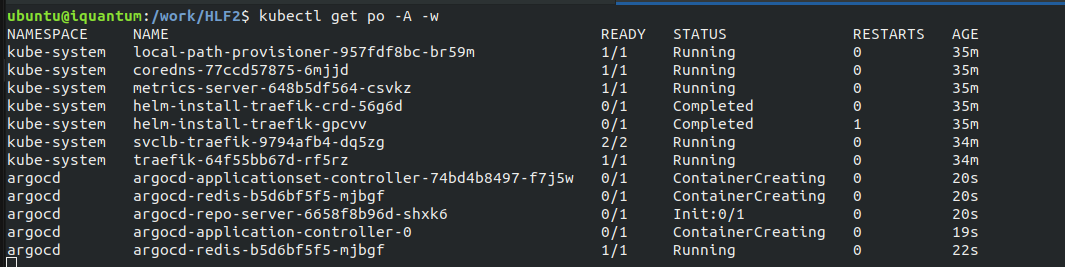 ubuntu@iquantum:/work/HLF2$ kubectl get po -A -w
NAMESPACE NAME READY STATUS RESTARTS AGE
kube-system local-path-provisioner-957fdf8bc-br59m 1/1 Running 0 35m
kube-system coredns-77ccd57875-6mjjd 1/1 Running 0 35m
kube-system metrics-server-648b5df564-csvkz 1/1 Running 0 35m
kube-system helm-install-traefik-crd-56g6d 0/1 Completed 0 35m
kube-system helm-install-traefik-gpcvv 0/1 Completed 1 35m
kube-system svclb-traefik-9794afb4-dq5zg 2/2 Running 0 34m
kube-system traefik-64f55bb67d-rf5rz 1/1 Running 0 34m
argocd argocd-applicationset-controller-74bd4b8497-f7j5w 0/1 ContainerCreating 0 20s
argocd argocd-redis-b5d6bf5f5-mjbgf 0/1 ContainerCreating 0 20s
argocd argocd-repo-server-6658f8b96d-shxk6 0/1 Init:0/1 0 20s
argocd argocd-application-controller-0 0/1 ContainerCreating 0 19s
argocd argocd-redis-b5d6bf5f5-mjbgf 1/1 Running 0 22s